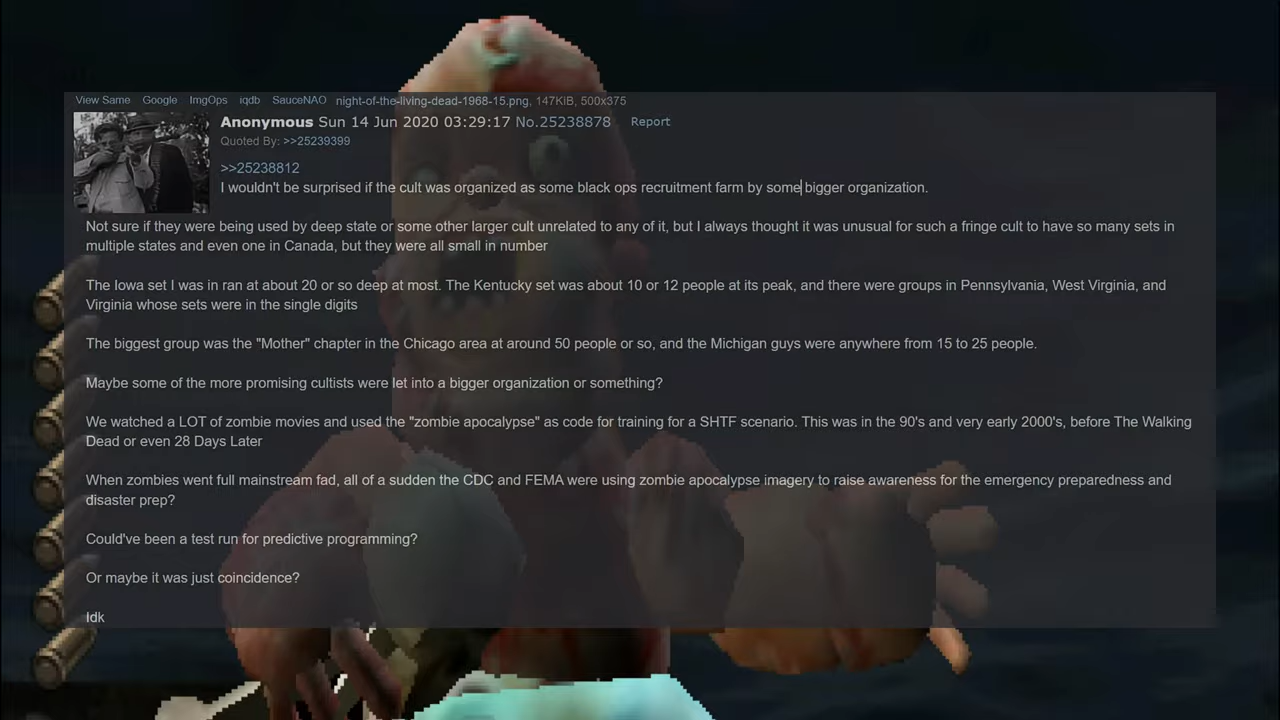 View Same Google ImgOps iqdb SauceNAO night-of-the-living-dead-1968-15.png, 147KIB, 500x375
Anonymous Sun 14 Jun 2020 03:29:17 No.25238878 Report
Quoted By: >>25239399
>>25238812
I wouldn't be surprised if the cult was organized as some black ops recruitment farm by some bigger organization.
Not sure if they were being used by deep state or some other larger cult unrelated to any of it, but I always thought it was unusual for such a fringe cult to have so many sets in
multiple states and even one in Canada, but they were all small in number
The Iowa set I was in ran at about 20 or so deep at most. The Kentucky set was about 10 or 12 people at its peak, and there were groups in Pennsylvania, West Virginia, and
Virginia whose sets were in the single digits
The biggest group was the "Mother" chapter in the Chicago area at around 50 people or so, and the Michigan guys were anywhere from 15 to 25 people.
Maybe some of the more promising cultists were let into a bigger organization or something?
We watched a LOT of zombie movies and used the "zombie apocalypse" as code for training for a SHTF scenario. This was in the 90's and very early 2000's, before The Walking
Dead or even 28 Days Later
When zombies went full mainstream fad, all of a sudden the CDC and FEMA were using zombie apocalypse imagery to raise awareness for the emergency preparedness and
disaster prep?
Could've been a test run for predictive programming?
Or maybe it was just coincidence?
Idk